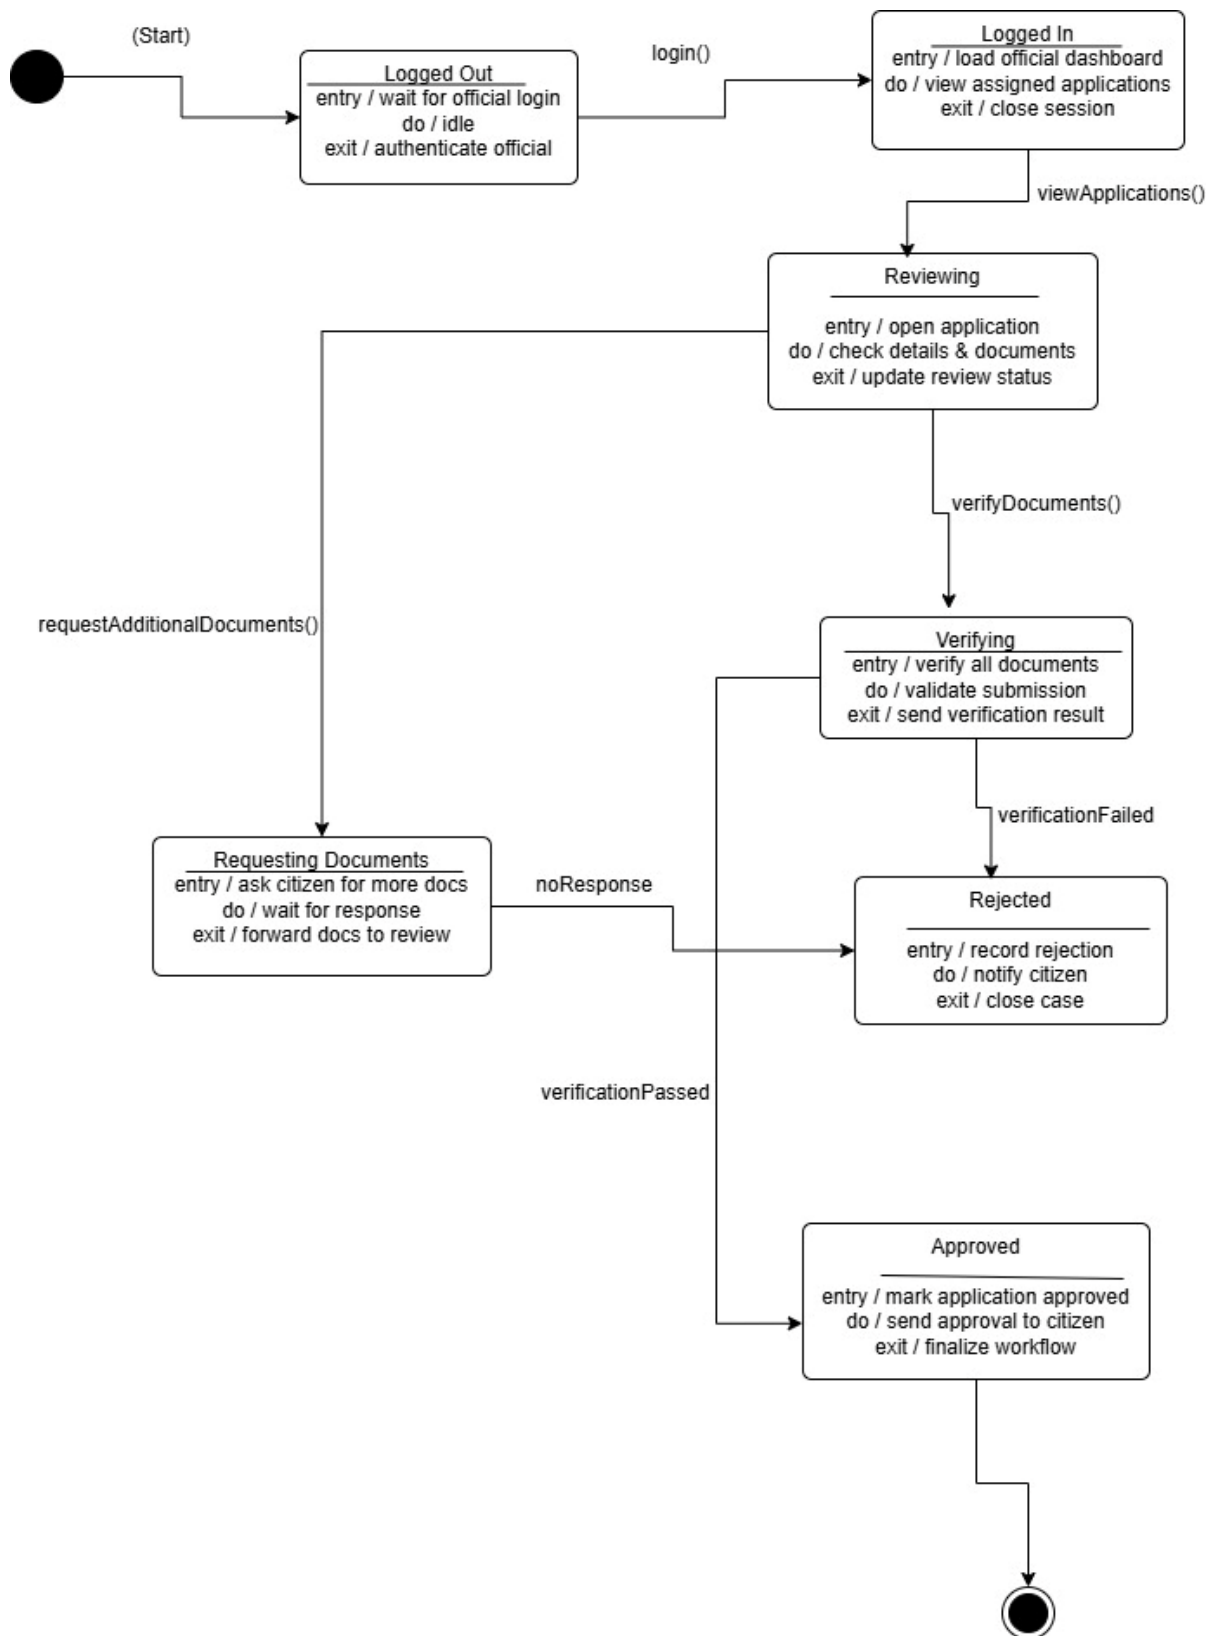 (Start)
Logged Out
entry / wait for official login
do / idle
exit / authenticate official
login()
Logged In
entry / load official dashboard
do / view assigned applications
exit / close session
viewApplications()
Reviewing
entry / open application
do / check details & documents
exit / update review status
verifyDocuments()
requestAdditionalDocuments()
Verifying
entry / verify all documents
do / validate submission
exit / send verification result
verificationFailed
Requesting Documents
entry / ask citizen for more docs
do / wait for response
exit / forward docs to review
noResponse
Rejected
entry / record rejection
do / notify citizen
exit / close case
verificationPassed
Approved
entry / mark application approved
do / send approval to citizen
exit / finalize workflow